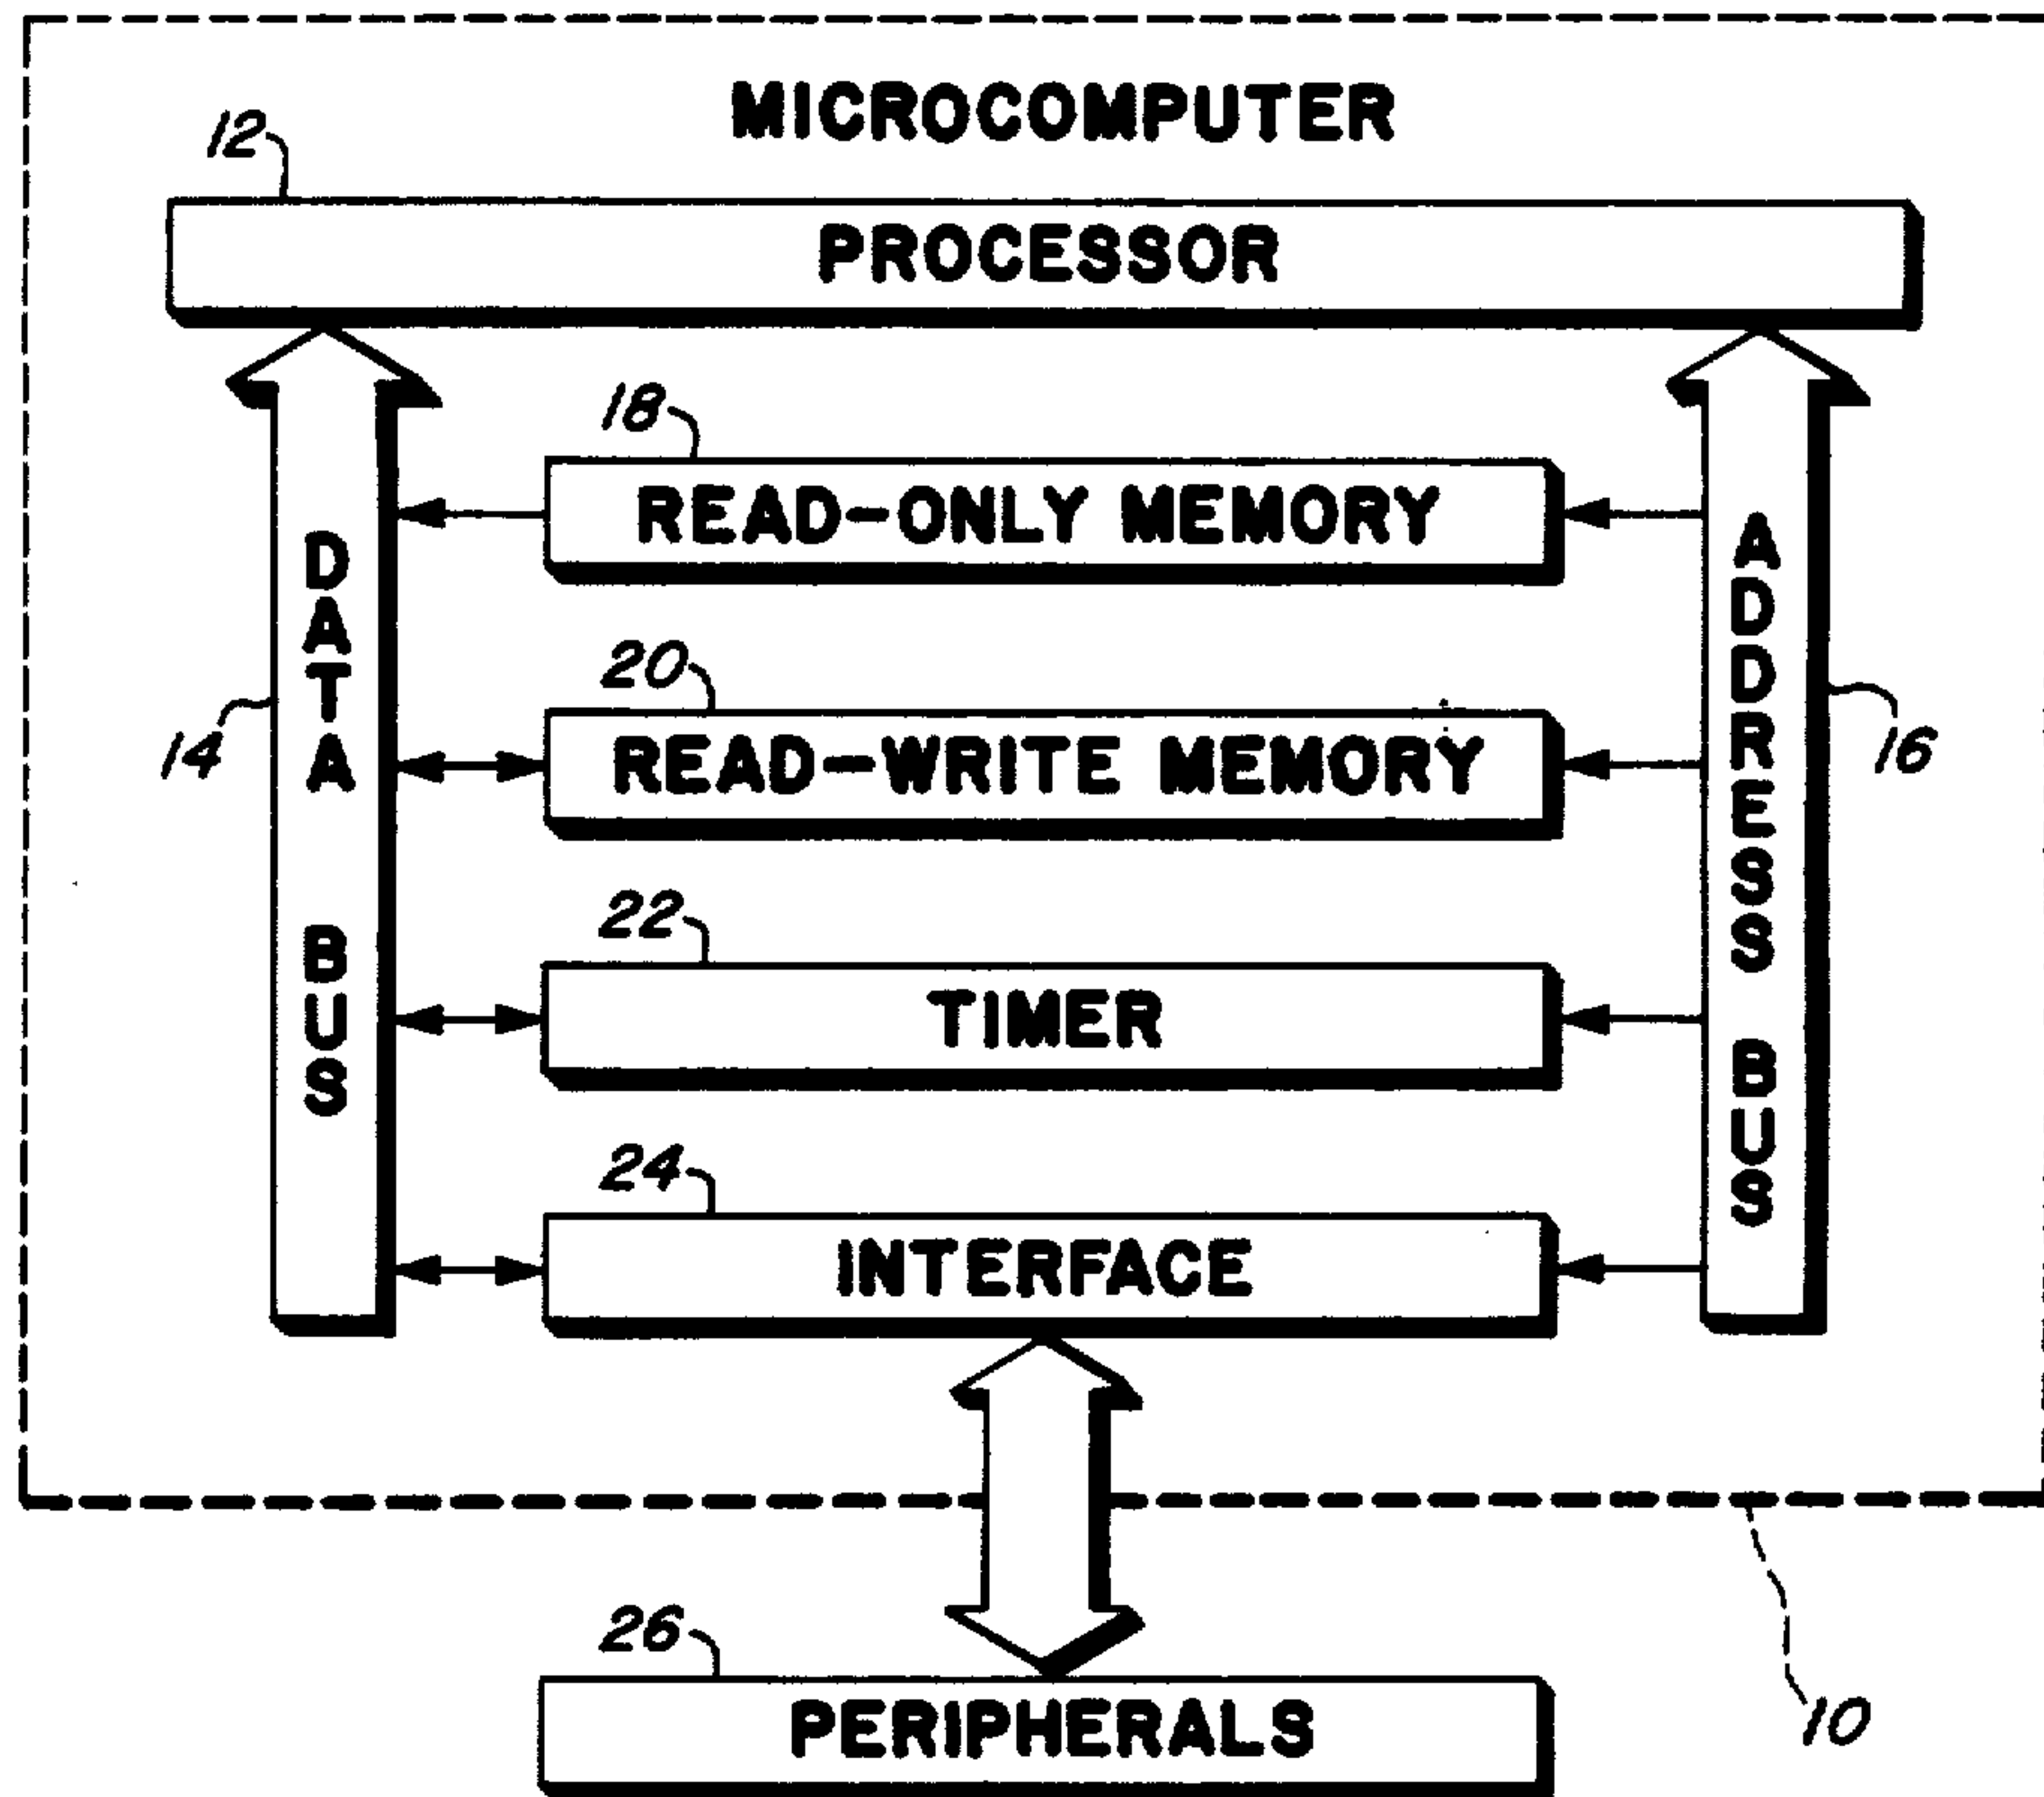 MICROCOMPUTER
12
PROCESSOR
18
READ-ONLY MEMORY
DATA BUS
ADDRESS BUS
20
READ-WRITE MEMORY
14
16
22
TIMER
24
INTERFACE
26
PERIPHERALS
10